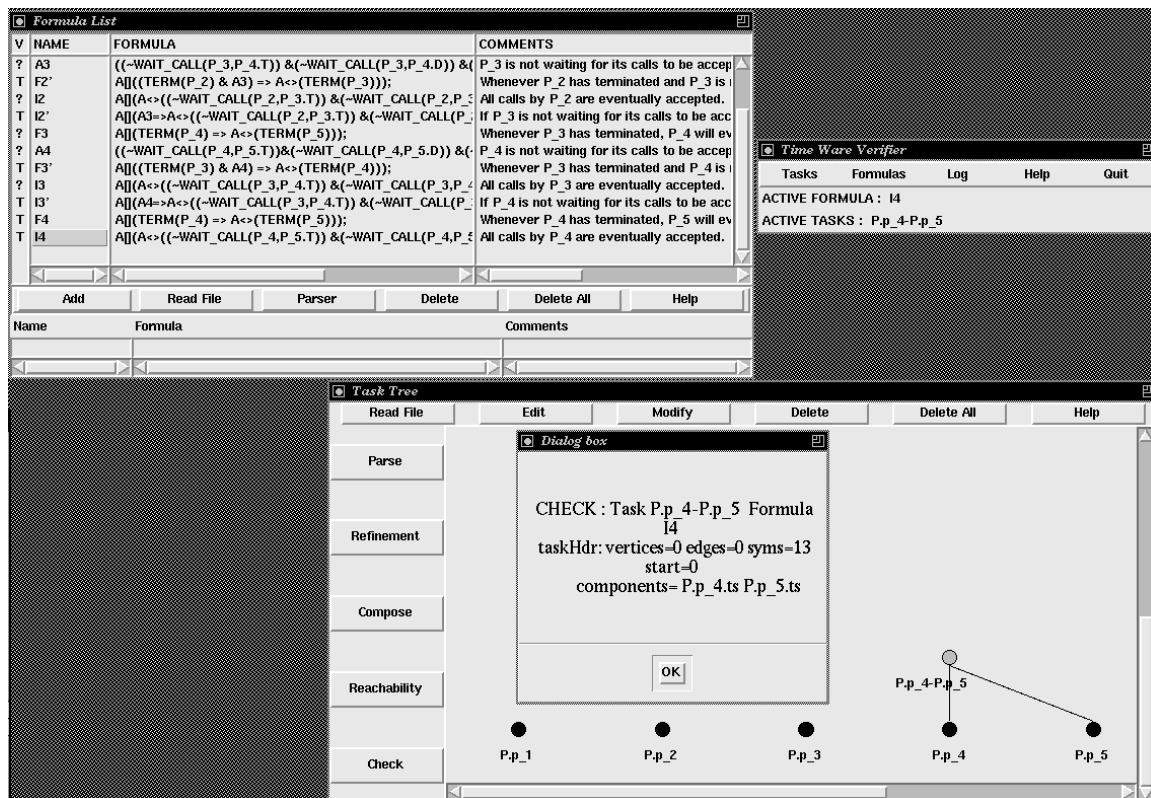 Formula List
V NAME FORMULA COMMENTS
? A3 ((~WAIT_CALL(P_3,P_4.T)) &(~WAIT_CALL(P_3,P_4.D)) &( P_3 is not waiting for its calls to be accep
T F2' A[]((TERM(P_2) & A3) => A<>(TERM(P_3))); Whenever P_2 has terminated and P_3 is
? I2 A[](A<>((~WAIT_CALL(P_2,P_3.T)) &(~WAIT_CALL(P_2,P_3 All calls by P_2 are eventually accepted.
T I2' A[](A3=>A<>((~WAIT_CALL(P_2,P_3.T)) &(~WAIT_CALL(P_ If P_3 is not waiting for its calls to be acc
? F3 A[](TERM(P_4) => A<>(TERM(P_5))); Whenever P_3 has terminated, P_4 will ev
? A4 ((~WAIT_CALL(P_4,P_5.T))&(~WAIT_CALL(P_4,P_5.D)) &(~ P_4 is not waiting for its calls to be accep
T F3' A[]((TERM(P_3) & A4) => A<>(TERM(P_4))); Whenever P_3 has terminated and P_4 is
? I3 A[](A<>((~WAIT_CALL(P_3,P_4.T)) &(~WAIT_CALL(P_3,P_4 All calls by P_3 are eventually accepted.
T I3' A[](A4=>A<>((~WAIT_CALL(P_3,P_4.T)) &(~WAIT_CALL(P_ If P_4 is not waiting for its calls to be acc
T F4 A[](TERM(P_4) => A<>(TERM(P_5))); Whenever P_4 has terminated, P_5 will ev
T I4 A[](A<>((~WAIT_CALL(P_4,P_5.T)) &(~WAIT_CALL(P_4,P_5 All calls by P_4 are eventually accepted.
Add Read File Parser Delete Delete All Help
Name Formula Comments
Time Ware Verifier
Tasks Formulas Log Help Quit
ACTIVE FORMULA : I4
ACTIVE TASKS : P.p_4-P.p_5
Task Tree
Read File Edit Modify Delete Delete All Help
Parse
Refinement
Compose
Reachability
Check
Dialog box
CHECK : Task P.p_4-P.p_5 Formula
I4
taskHdr: vertices=0 edges=0 syms=13
start=0
components= P.p_4.ts P.p_5.ts
OK
P.p_4-P.p_5
P.p_1 P.p_2 P.p_3 P.p_4 P.p_5